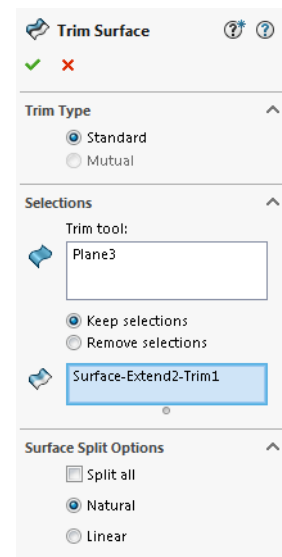 Trim Surface
Trim Type
Standard
Mutual
Selections
Trim tool:
Plane3
Keep selections
Remove selections
Surface-Extend2-Trim1
Surface Split Options
Split all
Natural
Linear